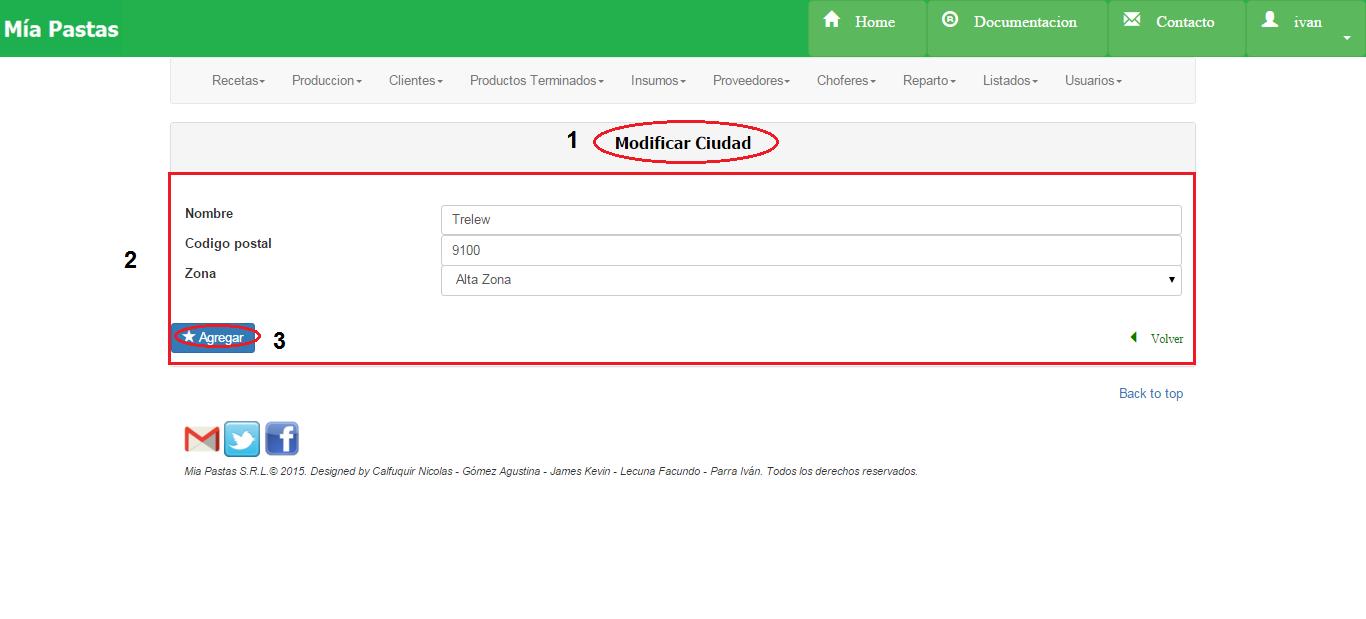 Mía Pastas Home Documentacion Contacto ivan
Recetas Produccion Clientes Productos Terminados Insumos Proveedores Choferes Reparto Listados Usuarios
1 Modificar Ciudad
2
Nombre Trelew
Codigo postal 9100
Zona Alta Zona
Agregar 3 Volver
Back to top
Mia Pastas S.R.L.© 2015. Designed by Calfuquir Nicolas - Gómez Agustina - James Kevin - Lecuna Facundo - Parra Iván. Todos los derechos reservados.